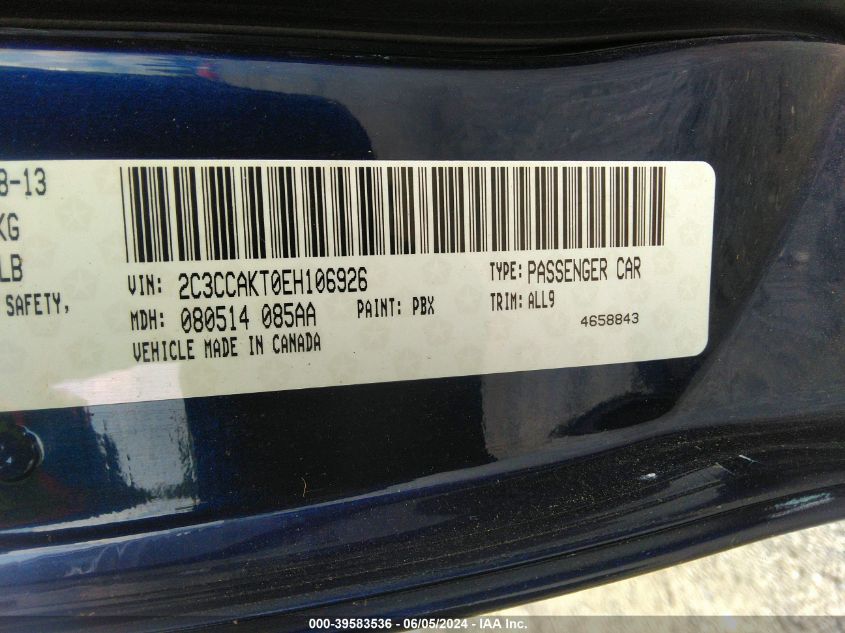 8-13
KG
LB
SAFETY,
VIN: 2C3CCAKT0EH106926
TYPE: PASSENGER CAR
MDH: 080514 085AA PAINT: PBX
TRIM: ALL9
VEHICLE MADE IN CANADA
4658843
000-39583536 - 06/05/2024 - IAA Inc.